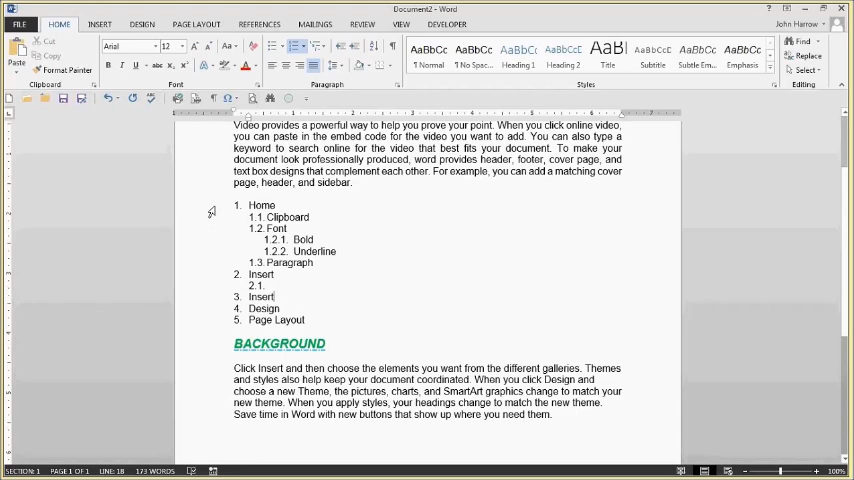 Document2 - Word
FILE HOME INSERT DESIGN PAGE LAYOUT REFERENCES MAILINGS REVIEW VIEW DEVELOPER John Harrow
Paste
Cut
Copy
Format Painter
Clipboard
Arial 12
Font
Paragraph
AaBbCc AaBbCc AaBbCc AaBbCc AaBl AaBbCc AaBbCc AaBbCc
¶ Normal ¶ No Spac... Heading 1 Heading 2 Title Subtitle Subtle Em... Emphasis
Styles
Find
Replace
Select
Editing
Video provides a powerful way to help you prove your point. When you click online video,
you can paste in the embed code for the video you want to add. You can also type a
keyword to search online for the video that best fits your document. To make your
document look professionally produced, word provides header, footer, cover page, and
text box designs that complement each other. For example, you can add a matching cover
page, header, and sidebar.
1. Home
1.1. Clipboard
1.2. Font
1.2.1. Bold
1.2.2. Underline
1.3. Paragraph
2. Insert
2.1.
3. Insert
4. Design
5. Page Layout
BACKGROUND
Click Insert and then choose the elements you want from the different galleries. Themes
and styles also help keep your document coordinated. When you click Design and
choose a new Theme, the pictures, charts, and SmartArt graphics change to match your
new theme. When you apply styles, your headings change to match the new theme.
Save time in Word with new buttons that show up where you need them.
SECTION: 1 PAGE 1 OF 1 LINE: 18 173 WORDS 100%